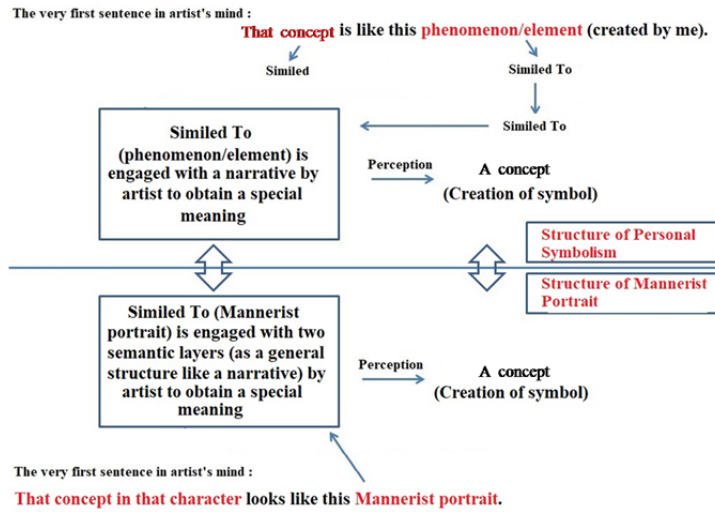 The very first sentence in artist's mind :
That concept is like this phenomenon/element (created by me).
Similed
Similed To
Similed To
Similed To
(phenomenon/element) is
engaged with a narrative by
artist to obtain a special
meaning
Perception
A concept
(Creation of symbol)
Structure of Personal
Symbolism
Structure of Mannerist
Portrait
Similed To (Mannerist
portrait) is engaged with two
semantic layers (as a general
structure like a narrative) by
artist to obtain a special
meaning
Perception
A concept
(Creation of symbol)
The very first sentence in artist's mind :
That concept in that character looks like this Mannerist portrait.